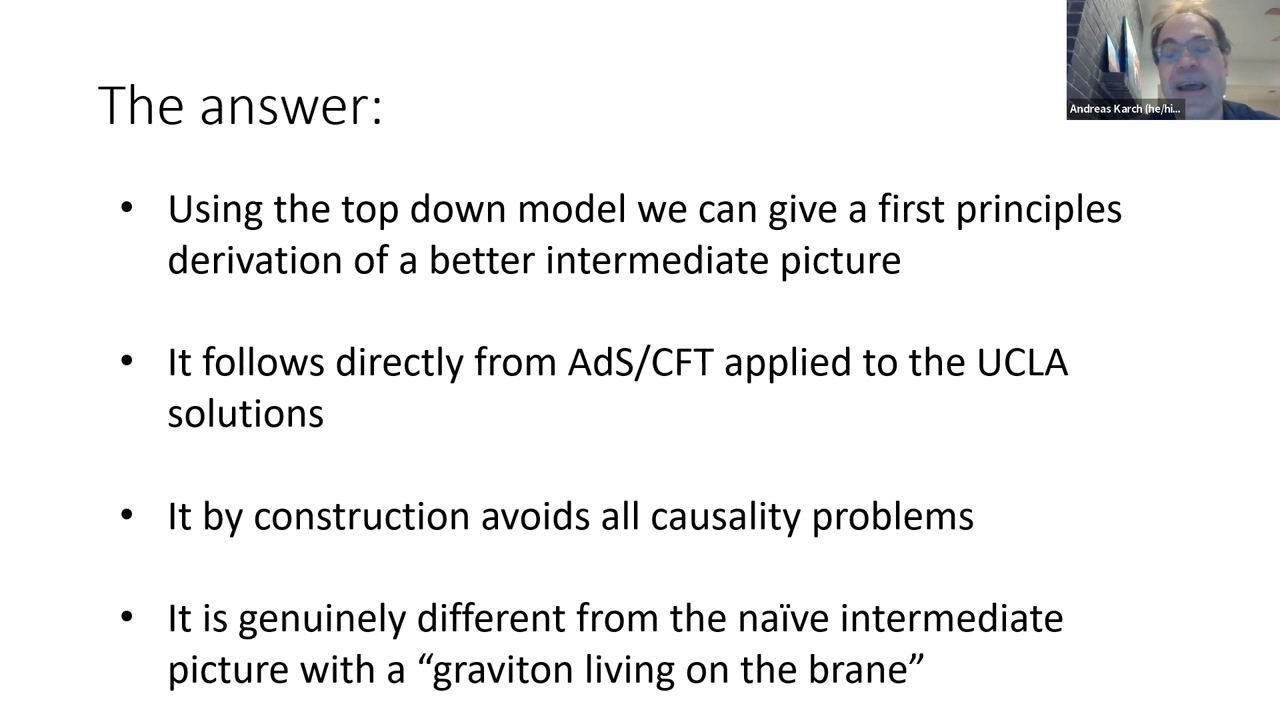 The answer:
Andreas Karch (he/hi...
• Using the top down model we can give a first principles
derivation of a better intermediate picture
• It follows directly from AdS/CFT applied to the UCLA
solutions
• It by construction avoids all causality problems
• It is genuinely different from the naïve intermediate
picture with a “graviton living on the brane”